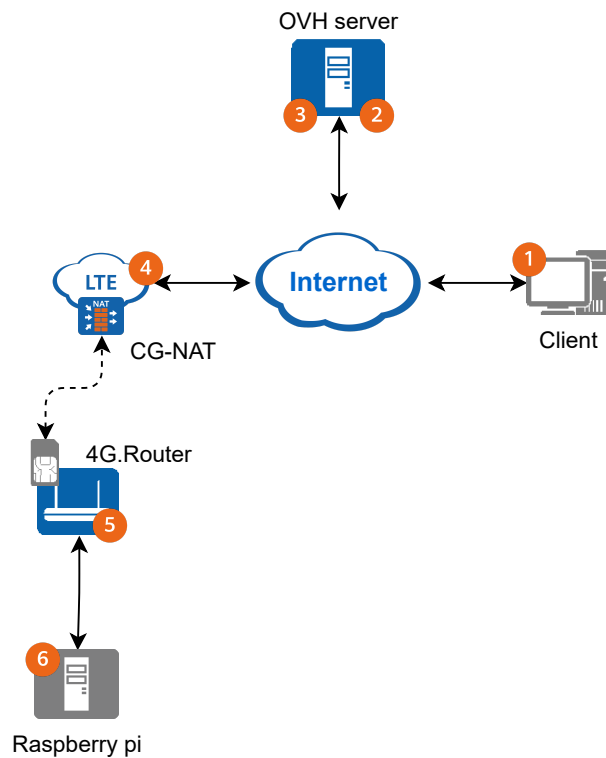 OVH server
3
2
LTE
4
NAT
Internet
1
CG-NAT
Client
4G.Router
5
6
Raspberry pi